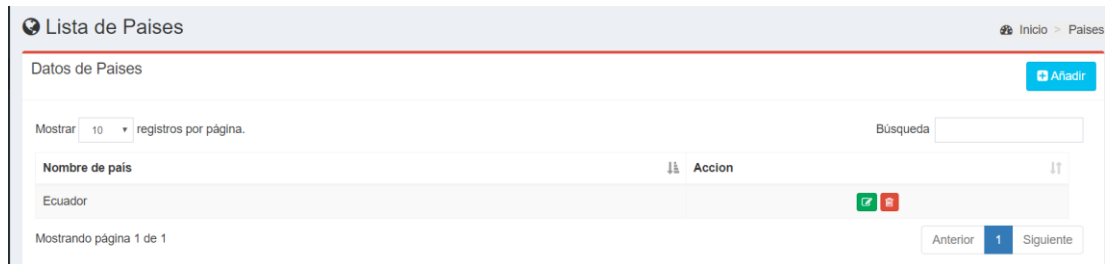 Lista de Paises
Inicio > Paises
Datos de Paises
Añadir
Mostrar 10 registros por página.
Búsqueda
Nombre de país Accion
Ecuador
Mostrando página 1 de 1
Anterior 1 Siguiente